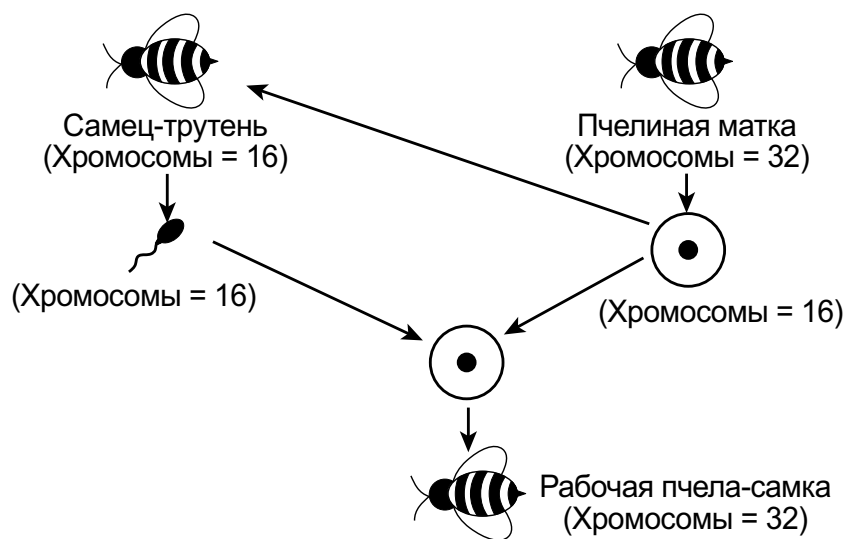 Самец-трутень
(Хромосомы = 16)
Пчелиная матка
(Хромосомы = 32)
(Хромосомы = 16)
(Хромосомы = 16)
Рабочая пчела-самка
(Хромосомы = 32)